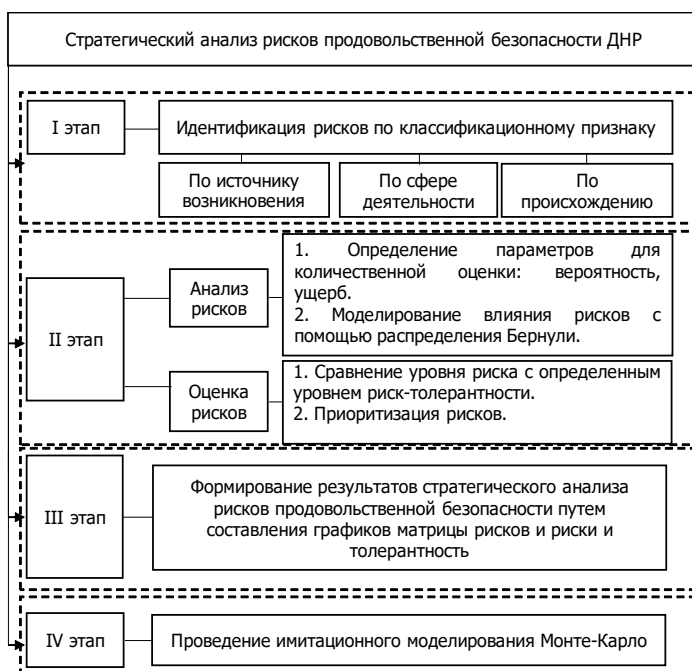 Стратегический анализ рисков продовольственной безопасности ДНР
I этап
Идентификация рисков по классификационному признаку
По источнику
возникновения
По сфере
деятельности
По
происхождению
II этап
Анализ
рисков
1. Определение параметров для
количественной оценки: вероятность,
ущерб.
2. Моделирование влияния рисков с
помощью распределения Бернули.
Оценка
рисков
1. Сравнение уровня риска с определенным
уровнем риск-толерантности.
2. Приоритизация рисков.
III этап
Формирование результатов стратегического анализа
рисков продовольственной безопасности путем
составления графиков матрицы рисков и риски и
толерантность
IV этап
Проведение имитационного моделирования Монте-Карло